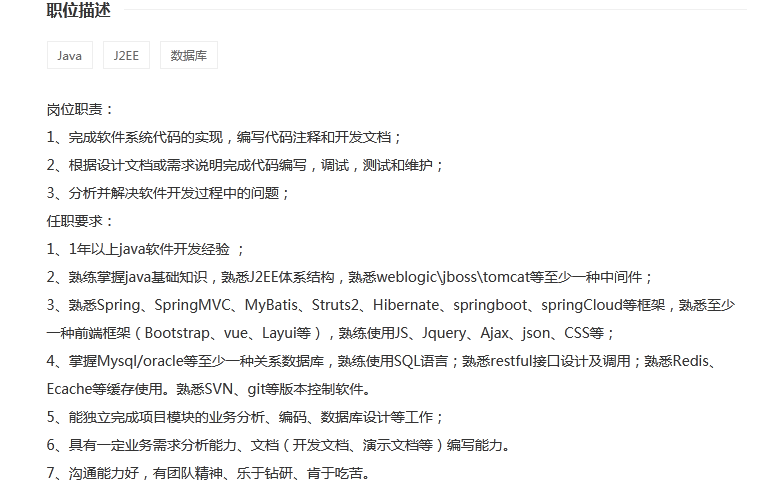 职位描述
Java J2EE 数据库
岗位职责：
1、完成软件系统代码的实现，编写代码注释和开发文档；
2、根据设计文档或需求说明完成代码编写，调试，测试和维护；
3、分析并解决软件开发过程中的问题；
任职要求：
1、1年以上java软件开发经验 ；
2、熟练掌握java基础知识，熟悉J2EE体系结构，熟悉weblogic\jboss\tomcat等至少一种中间件；
3、熟悉Spring、SpringMVC、MyBatis、Struts2、Hibernate、springboot、springCloud等框架，熟悉至少
一种前端框架（Bootstrap、vue、Layui等），熟练使用JS、Jquery、Ajax、json、CSS等；
4、掌握Mysql/oracle等至少一种关系数据库，熟练使用SQL语言；熟悉restful接口设计及调用；熟悉Redis、
Ecache等缓存使用。熟悉SVN、git等版本控制软件。
5、能独立完成项目模块的业务分析、编码、数据库设计等工作；
6、具有一定业务需求分析能力、文档（开发文档、演示文档等）编写能力。
7、沟通能力好，有团队精神、乐于钻研、肯于吃苦。